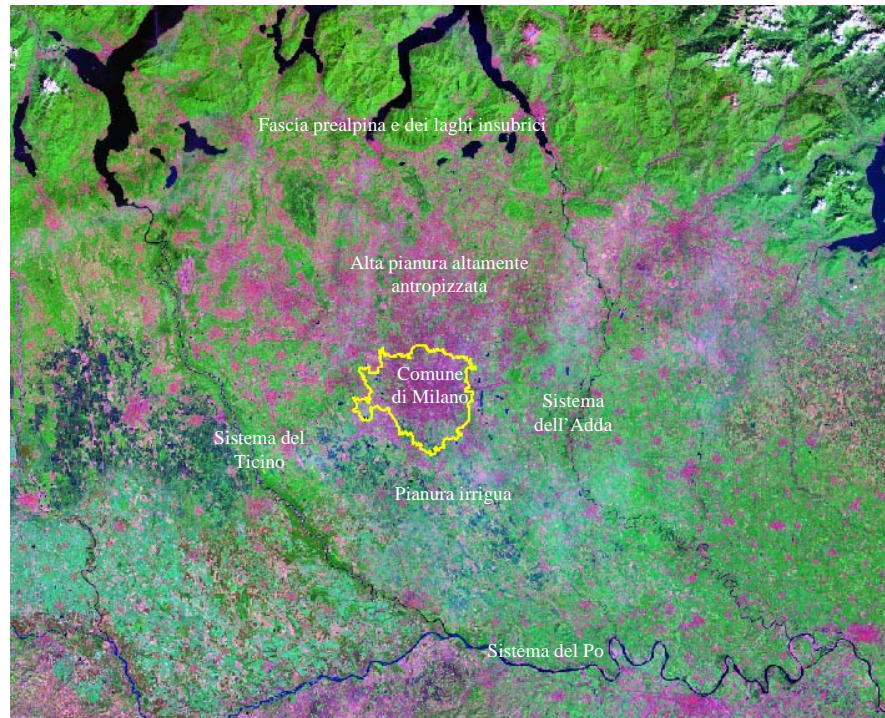 Fascia prealpina e dei laghi insubrici
Alta pianura altamente
antropizzata
Comune
di Milano
Sistema
dell’Adda
Sistema del
Ticino
Pianura irrigua
Sistema del Po